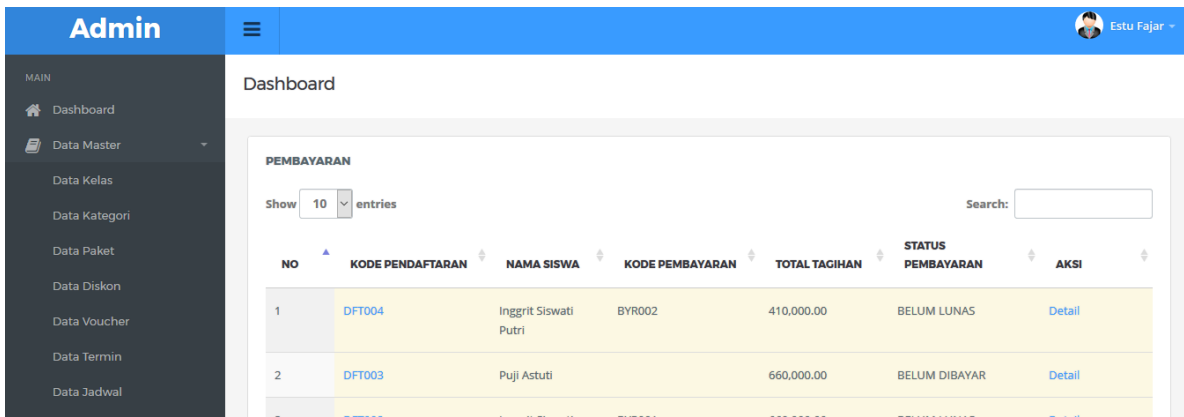 Admin
Estu Fajar
MAIN
Dashboard
Dashboard
Data Master
Data Kelas
Data Kategori
Data Paket
Data Diskon
Data Voucher
Data Termin
Data Jadwal
PEMBAYARAN
Show 10 entries
Search:
NO KODE PENDAFTARAN NAMA SISWA KODE PEMBAYARAN TOTAL TAGIHAN STATUS PEMBAYARAN AKSI
1 DFT004 Inggrit Siswati Putri BYR002 410,000.00 BELUM LUNAS Detail
2 DFT003 Puji Astuti 660,000.00 BELUM DIBAYAR Detail